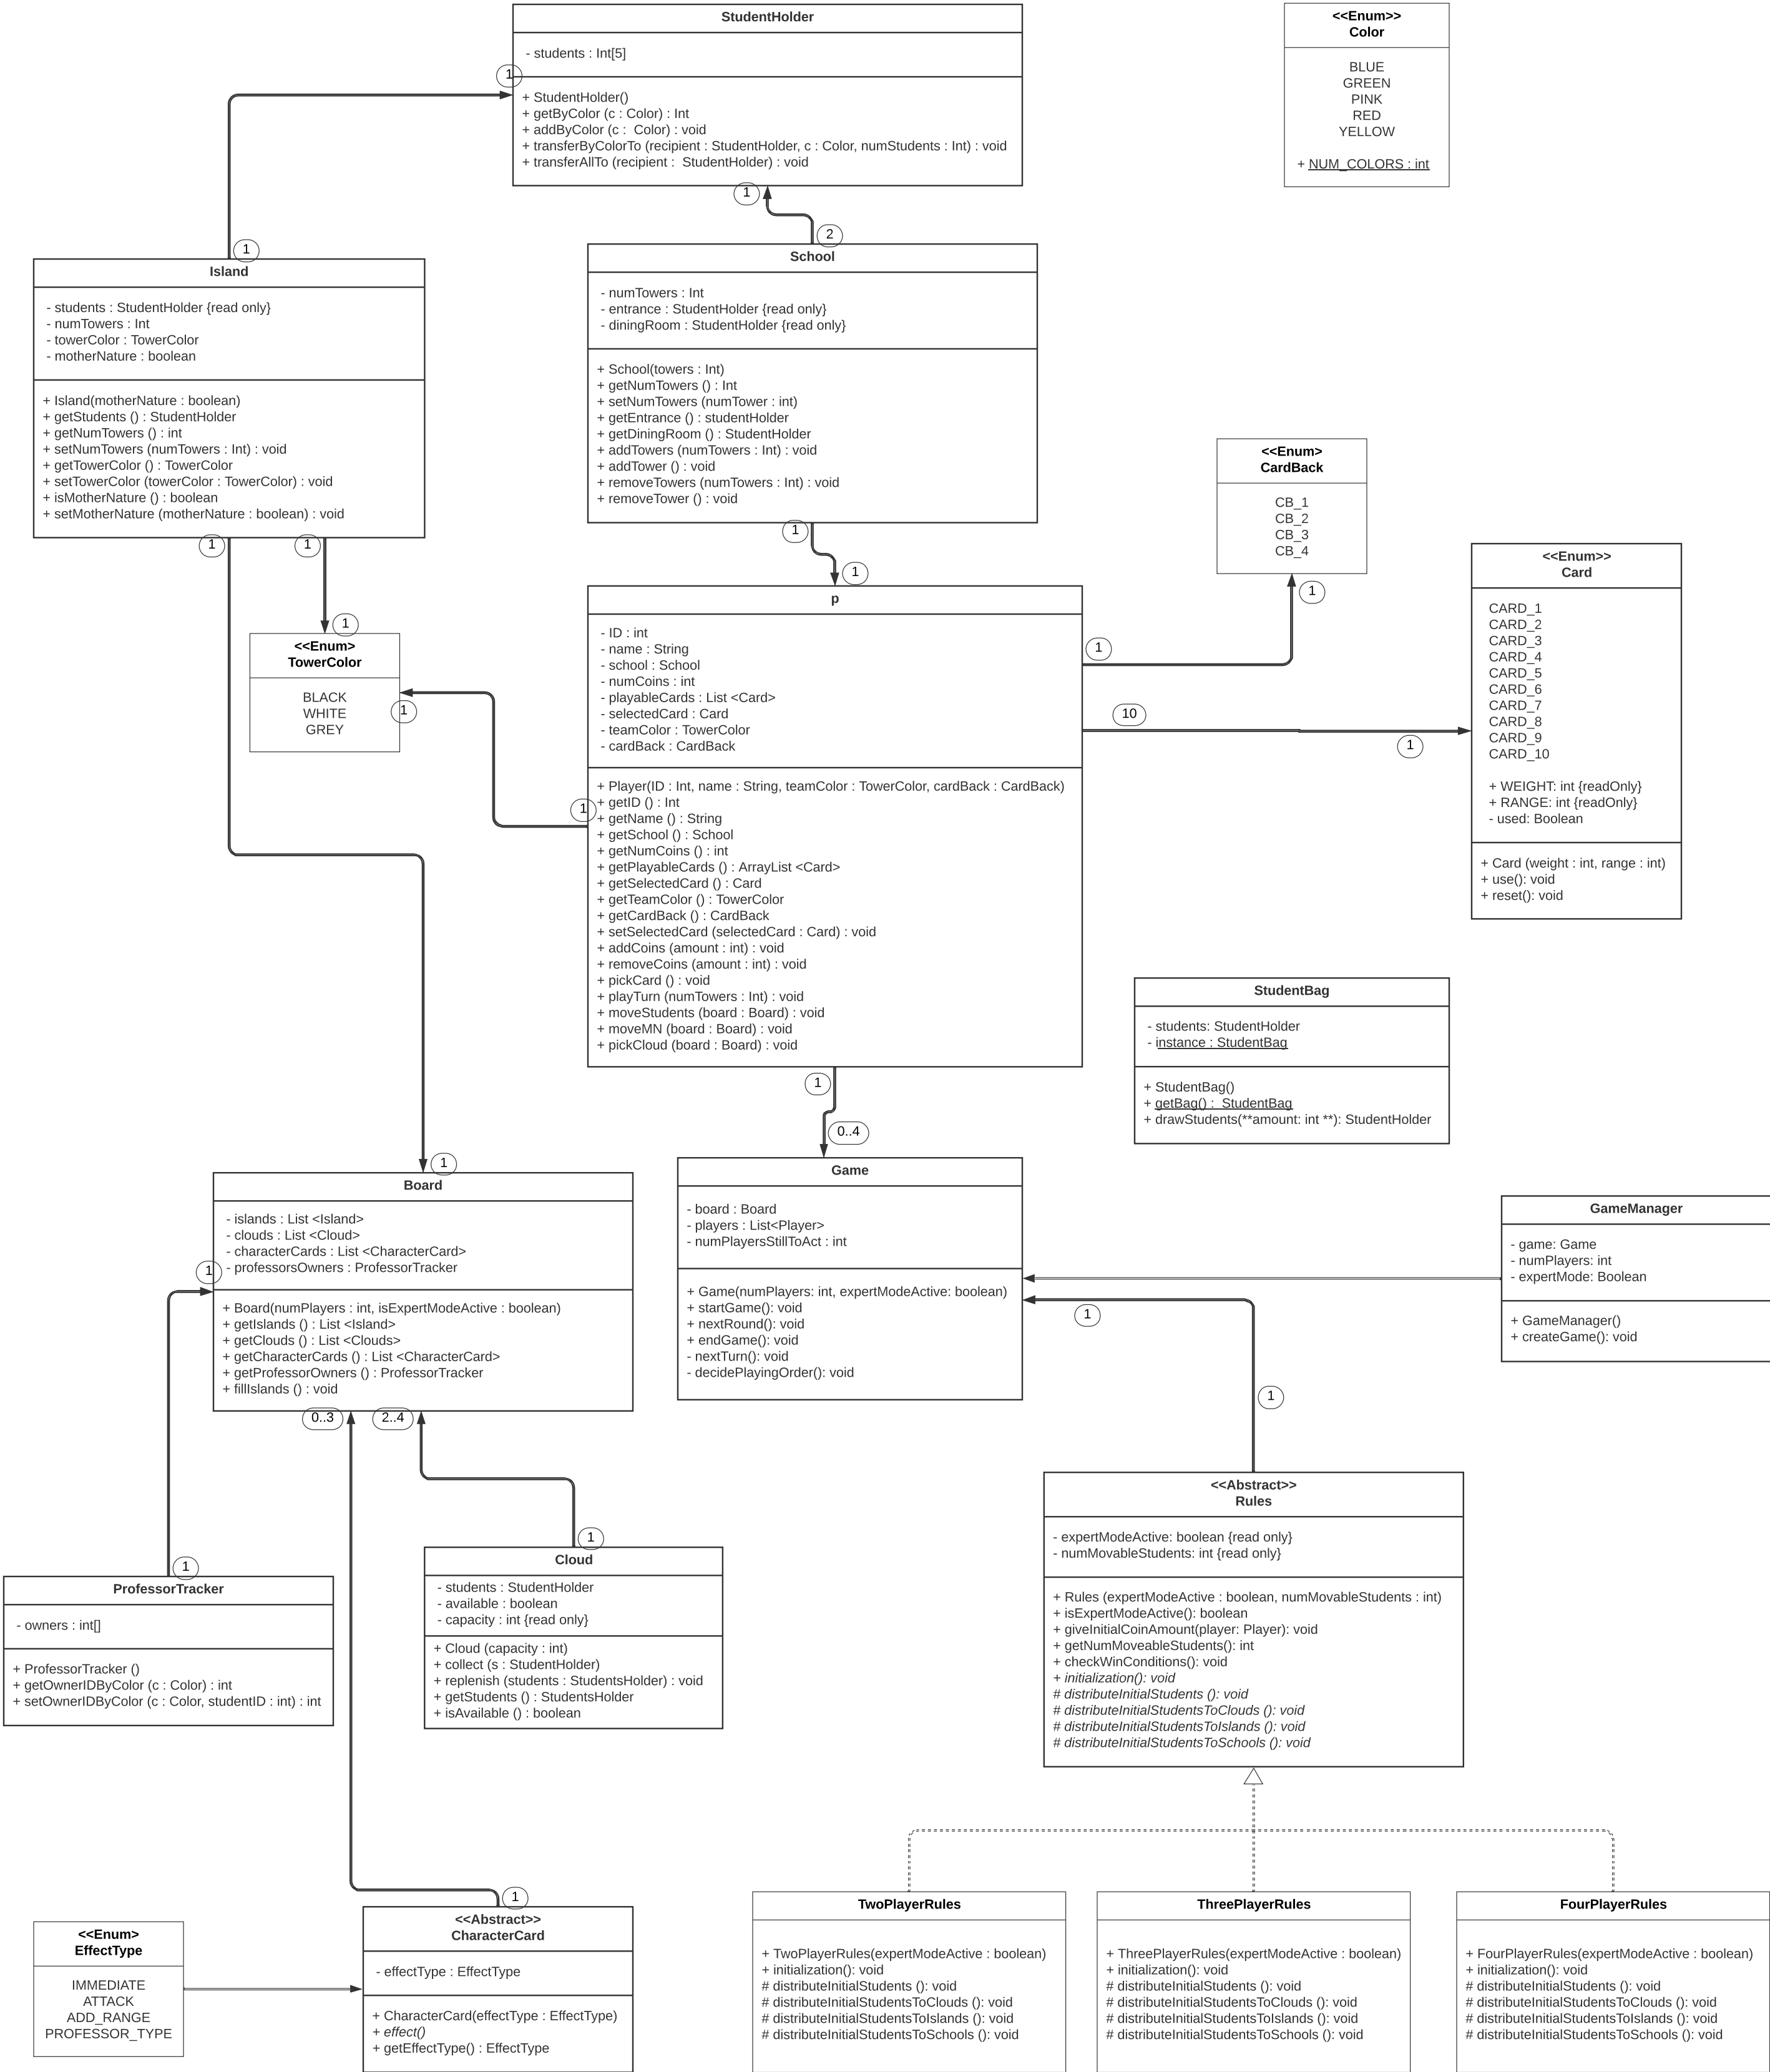 StudentHolder
- students : Int[5]
1
+ StudentHolder()
+ getByColor (c : Color) : Int
+ addByColor (c :  Color) : void
+ transferByColorTo (recipient : StudentHolder, c : Color, numStudents : Int) : void
+ transferAllTo (recipient :  StudentHolder) : void
1
<<Enum>>
Color
BLUE
GREEN
PINK
RED
YELLOW
+ NUM_COLORS : int
1
Island
- students : StudentHolder {read only}
- numTowers : Int
- towerColor : TowerColor
- motherNature : boolean
+ Island(motherNature : boolean)
+ getStudents () : StudentHolder
+ getNumTowers () : int
+ setNumTowers (numTowers : Int) : void
+ getTowerColor () : TowerColor
+ setTowerColor (towerColor : TowerColor) : void
+ isMotherNature () : boolean
+ setMotherNature (motherNature : boolean) : void
1
1
2
School
- numTowers : Int
- entrance : StudentHolder {read only}
- diningRoom : StudentHolder {read only}
+ School(towers : Int)
+ getNumTowers () : Int
+ setNumTowers (numTower : int)
+ getEntrance () : studentHolder
+ getDiningRoom () : StudentHolder
+ addTowers (numTowers : Int) : void
+ addTower () : void
+ removeTowers (numTowers : Int) : void
+ removeTower () : void
1
1
<<Enum>
CardBack
CB_1
CB_2
CB_3
CB_4
1
<<Enum>>
Card
CARD_1
CARD_2
CARD_3
CARD_4
CARD_5
CARD_6
CARD_7
CARD_8
CARD_9
CARD_10
+ WEIGHT: int {readOnly}
+ RANGE: int {readOnly}
- used: Boolean
+ Card (weight : int, range : int)
+ use(): void
+ reset(): void
1
<<Enum>
TowerColor
BLACK
WHITE
GREY
1
p
- ID : int
- name : String
- school : School
- numCoins : int
- playableCards : List <Card>
- selectedCard : Card
- teamColor : TowerColor
- cardBack : CardBack
1
10
1
1
+ Player(ID : Int, name : String, teamColor : TowerColor, cardBack : CardBack)
+ getID () : Int
+ getName () : String
+ getSchool () : School
+ getNumCoins () : int
+ getPlayableCards () : ArrayList <Card>
+ getSelectedCard () : Card
+ getTeamColor () : TowerColor
+ getCardBack () : CardBack
+ setSelectedCard (selectedCard : Card) : void
+ addCoins (amount : int) : void
+ removeCoins (amount : int) : void
+ pickCard () : void
+ playTurn (numTowers : Int) : void
+ moveStudents (board : Board) : void
+ moveMN (board : Board) : void
+ pickCloud (board : Board) : void
1
0..4
StudentBag
- students: StudentHolder
- instance : StudentBag
+ StudentBag()
+ getBag() :  StudentBag
+ drawStudents(**amount: int **): StudentHolder
1
Board
- islands : List <Island>
- clouds : List <Cloud>
- characterCards : List <CharacterCard>
- professorsOwners : ProfessorTracker
1
+ Board(numPlayers : int, isExpertModeActive : boolean)
+ getIslands () : List <Island>
+ getClouds () : List <Clouds>
+ getCharacterCards () : List <CharacterCard>
+ getProfessorOwners () : ProfessorTracker
+ fillIslands () : void
0..3
2..4
Game
- board : Board
- players : List<Player>
- numPlayersStillToAct : int
+ Game(numPlayers: int, expertModeActive: boolean)
+ startGame(): void
+ nextRound(): void
+ endGame(): void
- nextTurn(): void
- decidePlayingOrder(): void
1
1
GameManager
- game: Game
- numPlayers: int
- expertMode: Boolean
+ GameManager()
+ createGame(): void
<<Abstract>>
Rules
- expertModeActive: boolean {read only}
- numMovableStudents: int {read only}
+ Rules (expertModeActive : boolean, numMovableStudents : int)
+ isExpertModeActive(): boolean
+ giveInitialCoinAmount(player: Player): void
+ getNumMoveableStudents(): int
+ checkWinConditions(): void
+ initialization(): void
# distributeInitialStudents (): void
# distributeInitialStudentsToClouds (): void
# distributeInitialStudentsToIslands (): void
# distributeInitialStudentsToSchools (): void
1
ProfessorTracker
- owners : int[]
+ ProfessorTracker ()
+ getOwnerIDByColor (c : Color) : int
+ setOwnerIDByColor (c : Color, studentID : int) : int
1
Cloud
- students : StudentHolder
- available : boolean
- capacity : int {read only}
+ Cloud (capacity : int)
+ collect (s : StudentHolder)
+ replenish (students : StudentsHolder) : void
+ getStudents () : StudentsHolder
+ isAvailable () : boolean
<<Enum>
EffectType
IMMEDIATE
ATTACK
ADD_RANGE
PROFESSOR_TYPE
1
<<Abstract>>
CharacterCard
- effectType : EffectType
+ CharacterCard(effectType : EffectType)
+ effect()
+ getEffectType() : EffectType
TwoPlayerRules
+ TwoPlayerRules(expertModeActive : boolean)
+ initialization(): void
# distributeInitialStudents (): void
# distributeInitialStudentsToClouds (): void
# distributeInitialStudentsToIslands (): void
# distributeInitialStudentsToSchools (): void
ThreePlayerRules
+ ThreePlayerRules(expertModeActive : boolean)
+ initialization(): void
# distributeInitialStudents (): void
# distributeInitialStudentsToClouds (): void
# distributeInitialStudentsToIslands (): void
# distributeInitialStudentsToSchools (): void
FourPlayerRules
+ FourPlayerRules(expertModeActive : boolean)
+ initialization(): void
# distributeInitialStudents (): void
# distributeInitialStudentsToClouds (): void
# distributeInitialStudentsToIslands (): void
# distributeInitialStudentsToSchools (): void